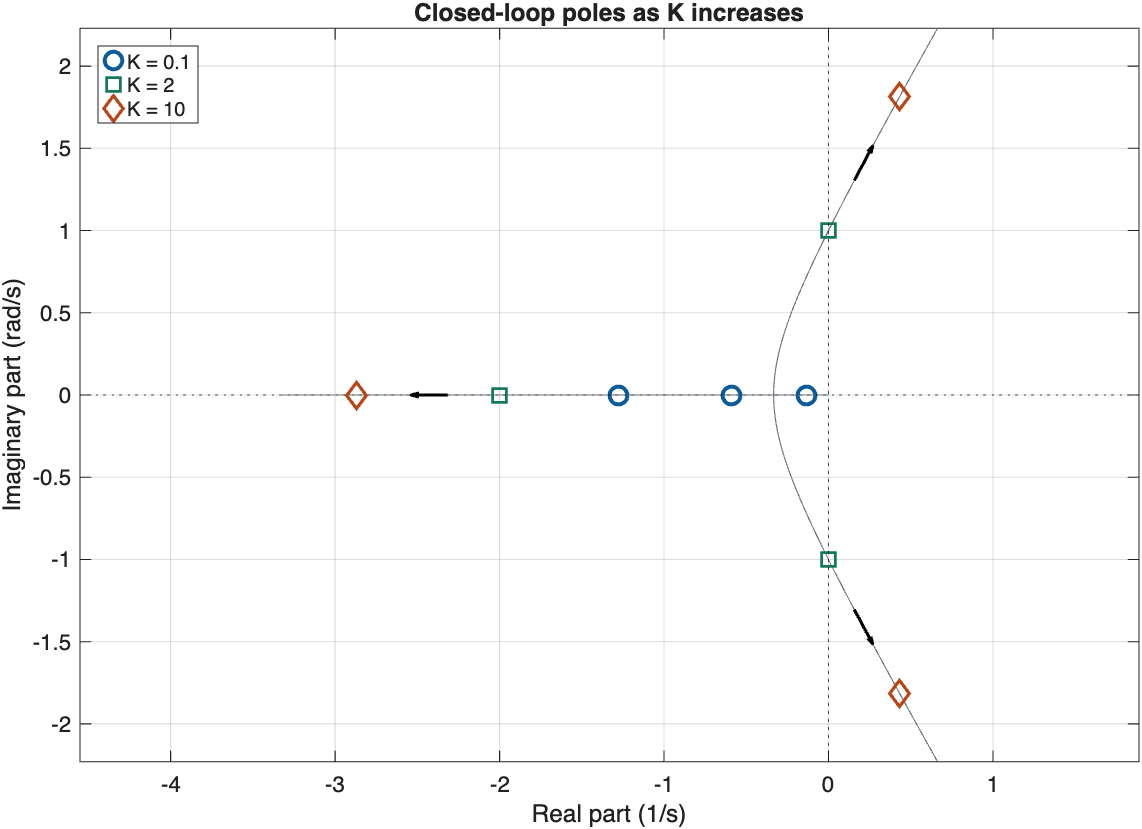 Closed-loop poles as K increases
K = 0.1
K = 2
K = 10
Imaginary part (rad/s)
2
1.5
1
0.5
0
-0.5
-1
-1.5
-2
-4
-3
-2
-1
0
1
Real part (1/s)